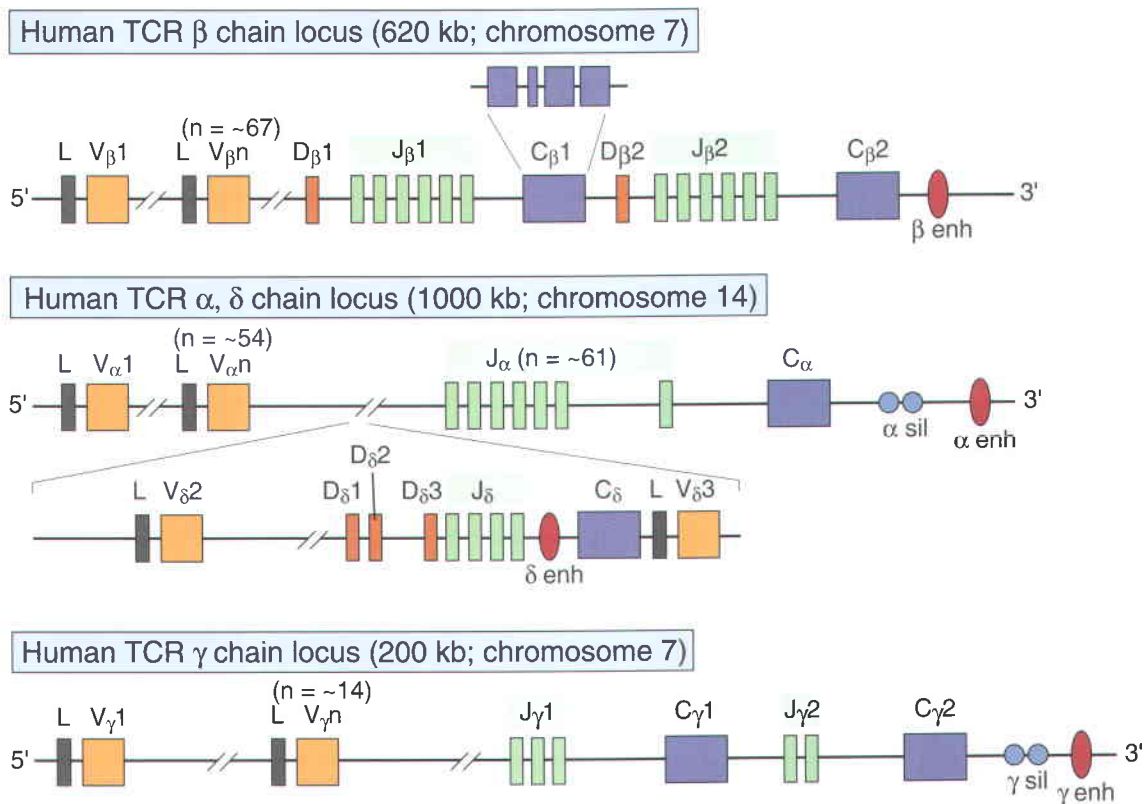 Human TCR β chain locus (620 kb; chromosome 7)
(n = ~67)
L Vβ1 L Vβn Dβ1 Jβ1 Cβ1 Dβ2 Jβ2 Cβ2
5' 3'
β enh
Human TCR α, δ chain locus (1000 kb; chromosome 14)
(n = ~54)
L Vα1 L Vαn Jα (n = ~61) Cα
5' 3'
α sil α enh
Dδ2
L Vδ2 Dδ1 Dδ3 Jδ Cδ L Vδ3
δ enh
Human TCR γ chain locus (200 kb; chromosome 7)
(n = ~14)
L Vγ1 L Vγn Jγ1 Cγ1 Jγ2 Cγ2
5' 3'
γ sil γ enh